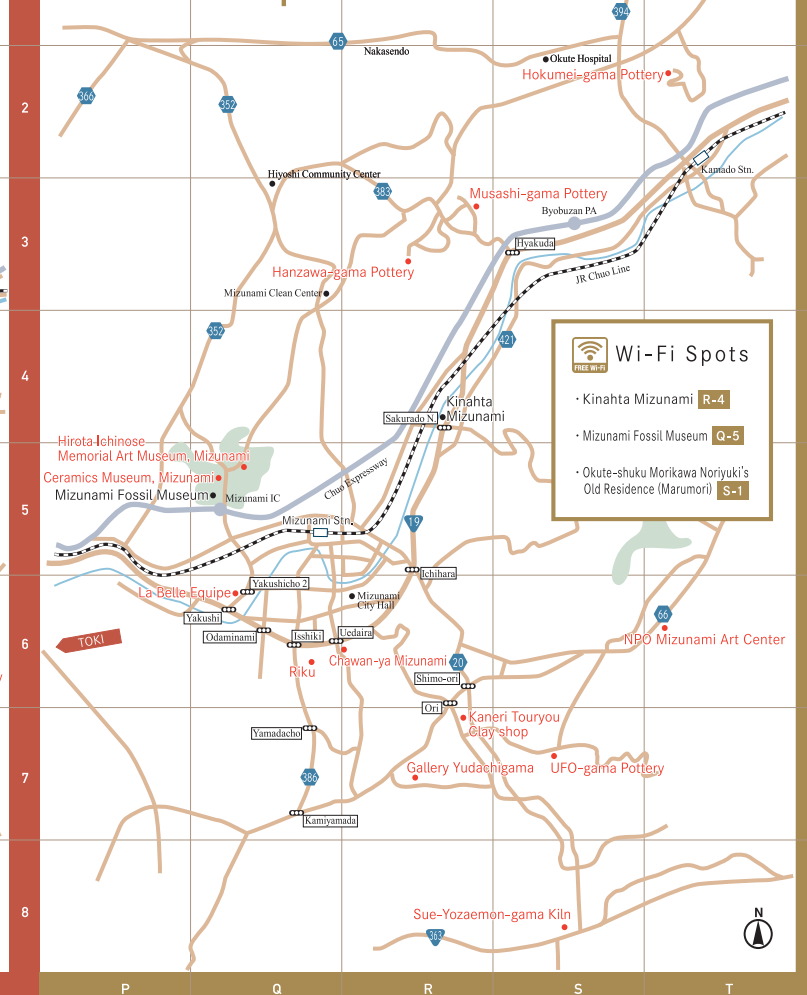 394
65
Nakasendo
Okute Hospital
Hokumei-gama Pottery
366
352
2
Kamado Stn.
Hiyoshi Community Center
383
Musashi-gama Pottery
Byobuzan PA
Hyakuda
3
Hanzawa-gama Pottery
JR Chuo Line
Mizunami Clean Center
352
421
FREE Wi-Fi
Wi-Fi Spots
・Kinahta Mizunami R-4
・Mizunami Fossil Museum Q-5
・Okute-shuku Morikawa Noriyuki's
Old Residence (Marumori) S-1
4
Kinahta
Mizunami
Sakurado N.
Hirota Ichinose
Memorial Art Museum, Mizunami
Ceramics Museum, Mizunami
Mizunami Fossil Museum
Mizunami IC
Chuo Expressway
5
Mizunami Stn.
19
Ichihara
La Belle Equipe
Yakushicho 2
Mizunami
City Hall
Yakushi
66
Odaminami
Isshiki
Uedaira
NPO Mizunami Art Center
TOKI
6
Riku
Chawan-ya Mizunami
20
Shimo-ori
Ori
Kaneri Touryou
Clay shop
Yamadacho
Gallery Yudachigama
UFO-gama Pottery
7
386
Kamiyamada
8
Sue-Yozaemon-gama Kiln
363
N
P
Q
R
S
T